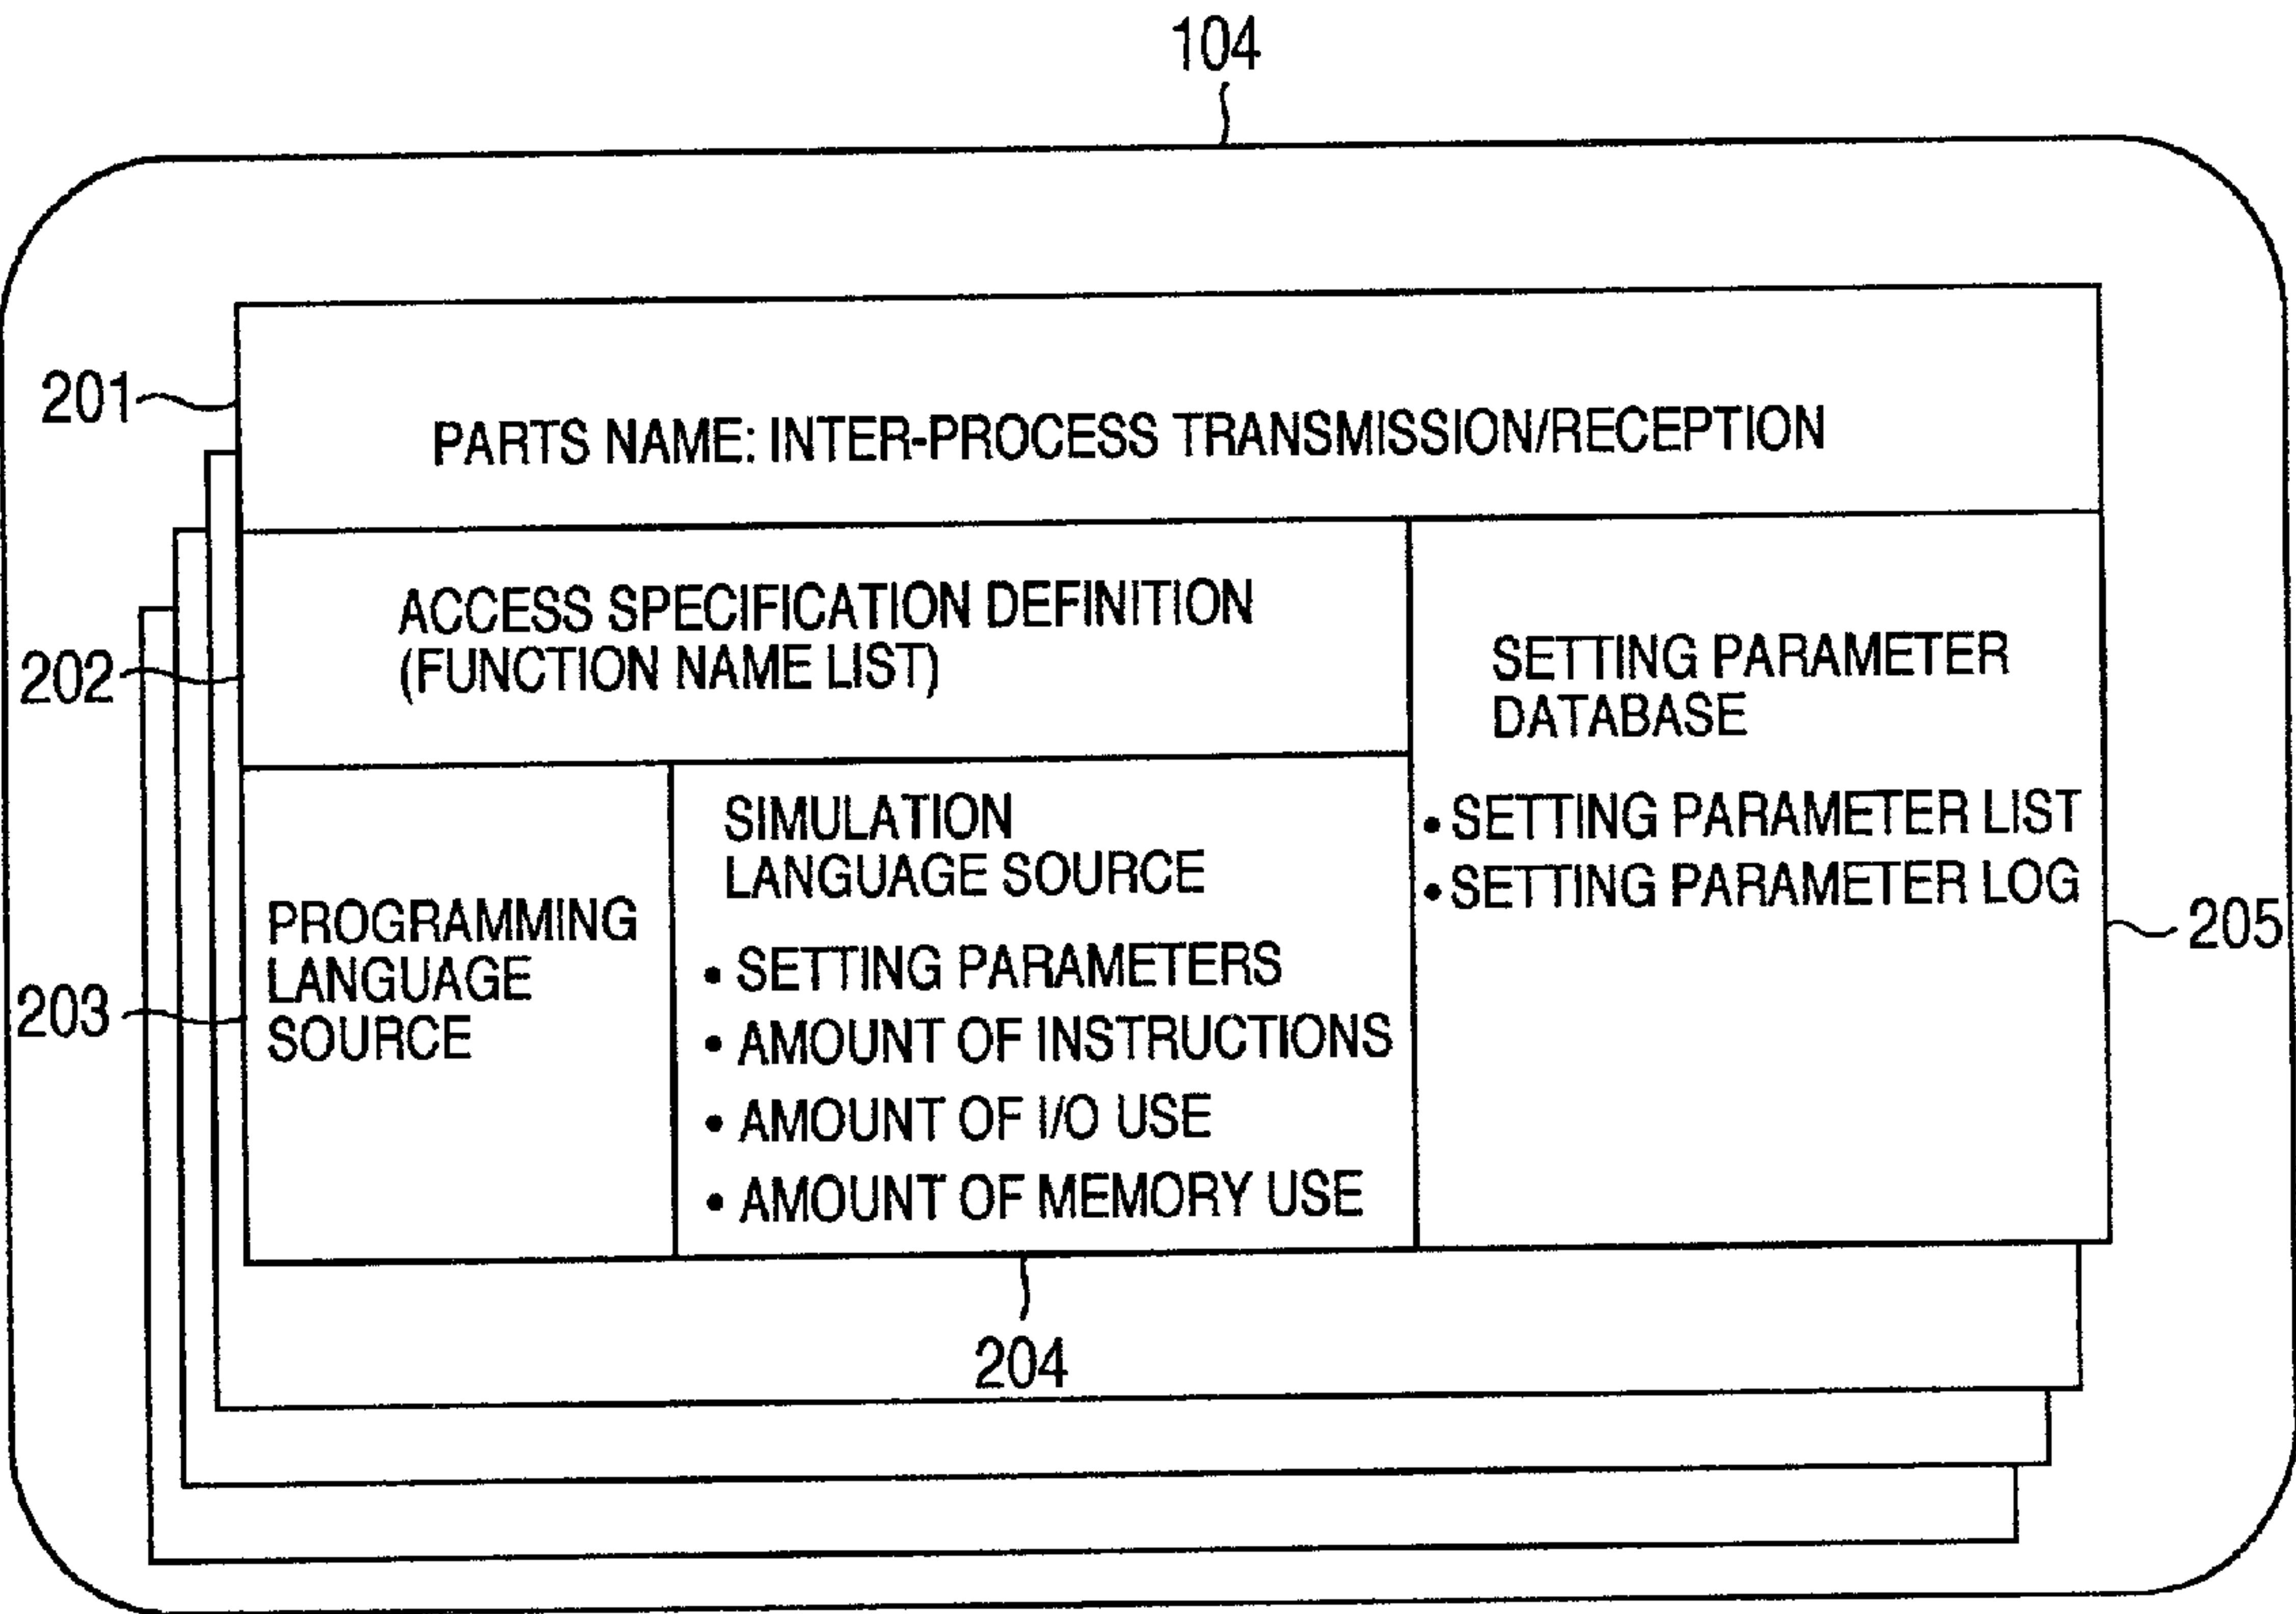 104
201
PARTS NAME: INTER-PROCESS TRANSMISSION/RECEPTION
202
ACCESS SPECIFICATION DEFINITION
(FUNCTION NAME LIST)
203
PROGRAMMING
LANGUAGE
SOURCE
SIMULATION
LANGUAGE SOURCE
• SETTING PARAMETERS
• AMOUNT OF INSTRUCTIONS
• AMOUNT OF I/O USE
• AMOUNT OF MEMORY USE
204
SETTING PARAMETER
DATABASE
• SETTING PARAMETER LIST
• SETTING PARAMETER LOG
205